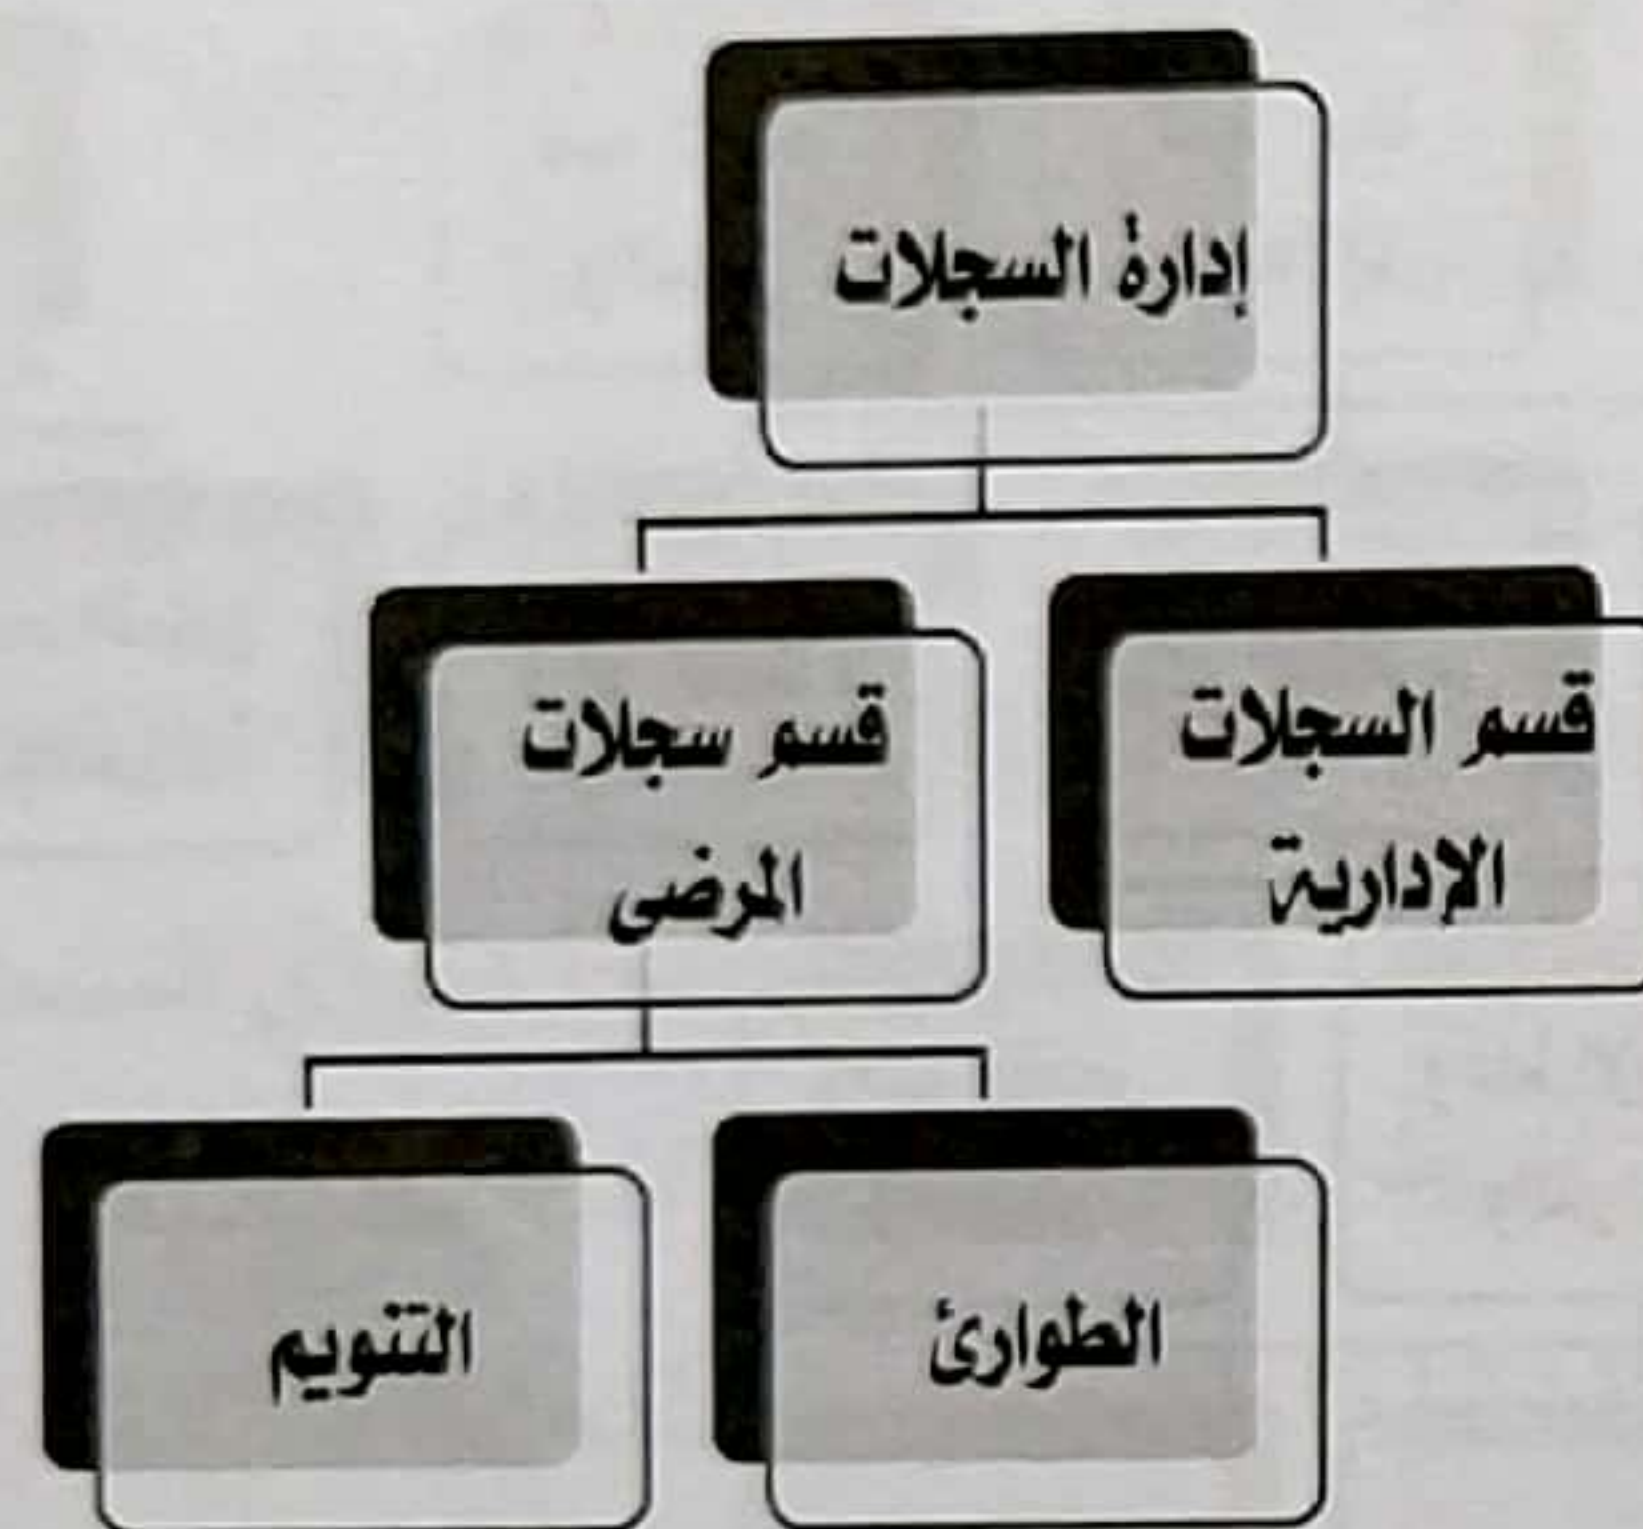 إدارة السجلات
قسم السجلات
الإدارية
قسم سجلات
المرضى
الطوارئ
التنويم